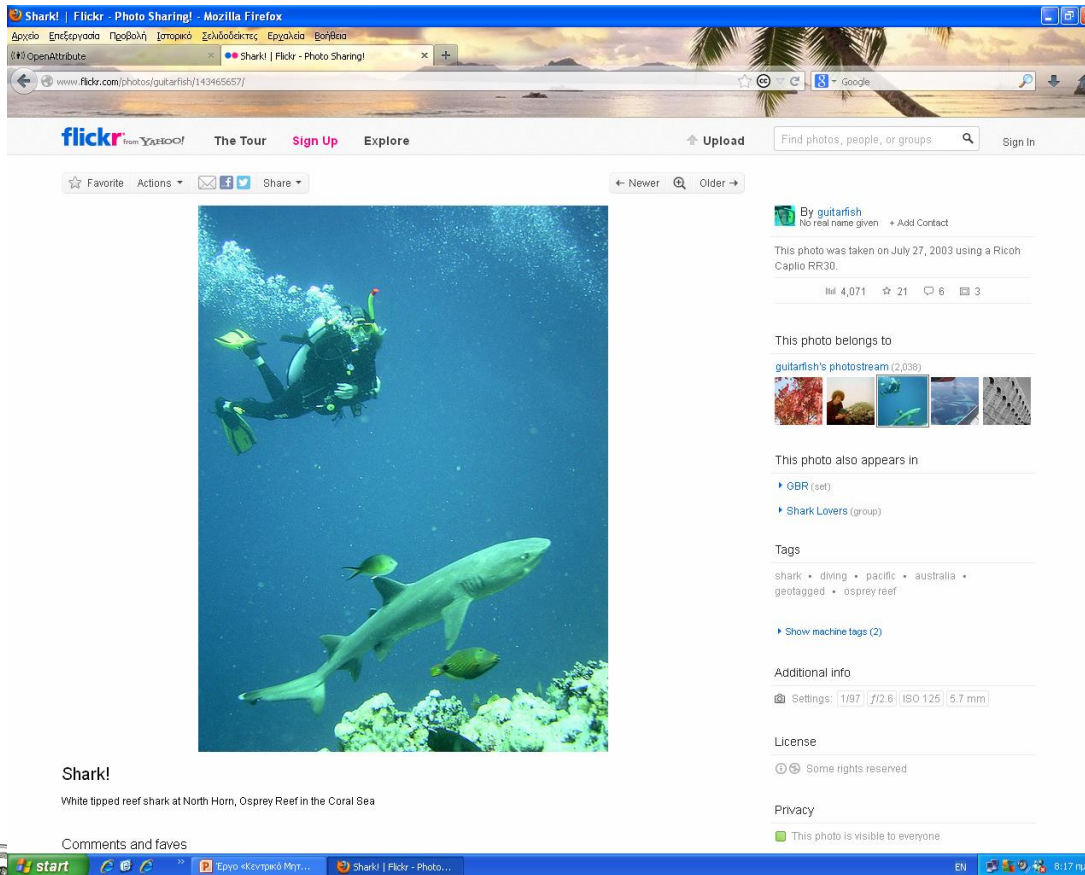 Shark! | Flickr - Photo Sharing! - Mozilla Firefox
Αρχείο Επεξεργασία Προβολή Ιστορικό Σελιδοδείκτες Εργαλεία Βοήθεια
OpenAttribute
Shark! | Flickr - Photo Sharing!
www.flickr.com/photos/guitarfish/143465657/
Google
flickr from YAHOO! The Tour Sign Up Explore Upload Find photos, people, or groups Sign In
Favorite Actions Share ← Newer Older →
By guitarfish
No real name given + Add Contact
This photo was taken on July 27, 2003 using a Ricoh
Caplio RR30.
4,071 21 6 3
This photo belongs to
guitarfish's photostream (2,038)
This photo also appears in
GBR (set)
Shark Lovers (group)
Tags
shark • diving • pacific • australia •
geotagged • osprey reef
Show machine tags (2)
Additional info
Settings: 1/97 ƒ/2.6 ISO 125 5.7 mm
License
Some rights reserved
Privacy
This photo is visible to everyone
Shark!
White tipped reef shark at North Horn, Osprey Reef in the Coral Sea
Comments and faves
start
Έργο «Κεντρικό Μητ...
Shark! | Flickr - Photo...
EN
8:17 πμ